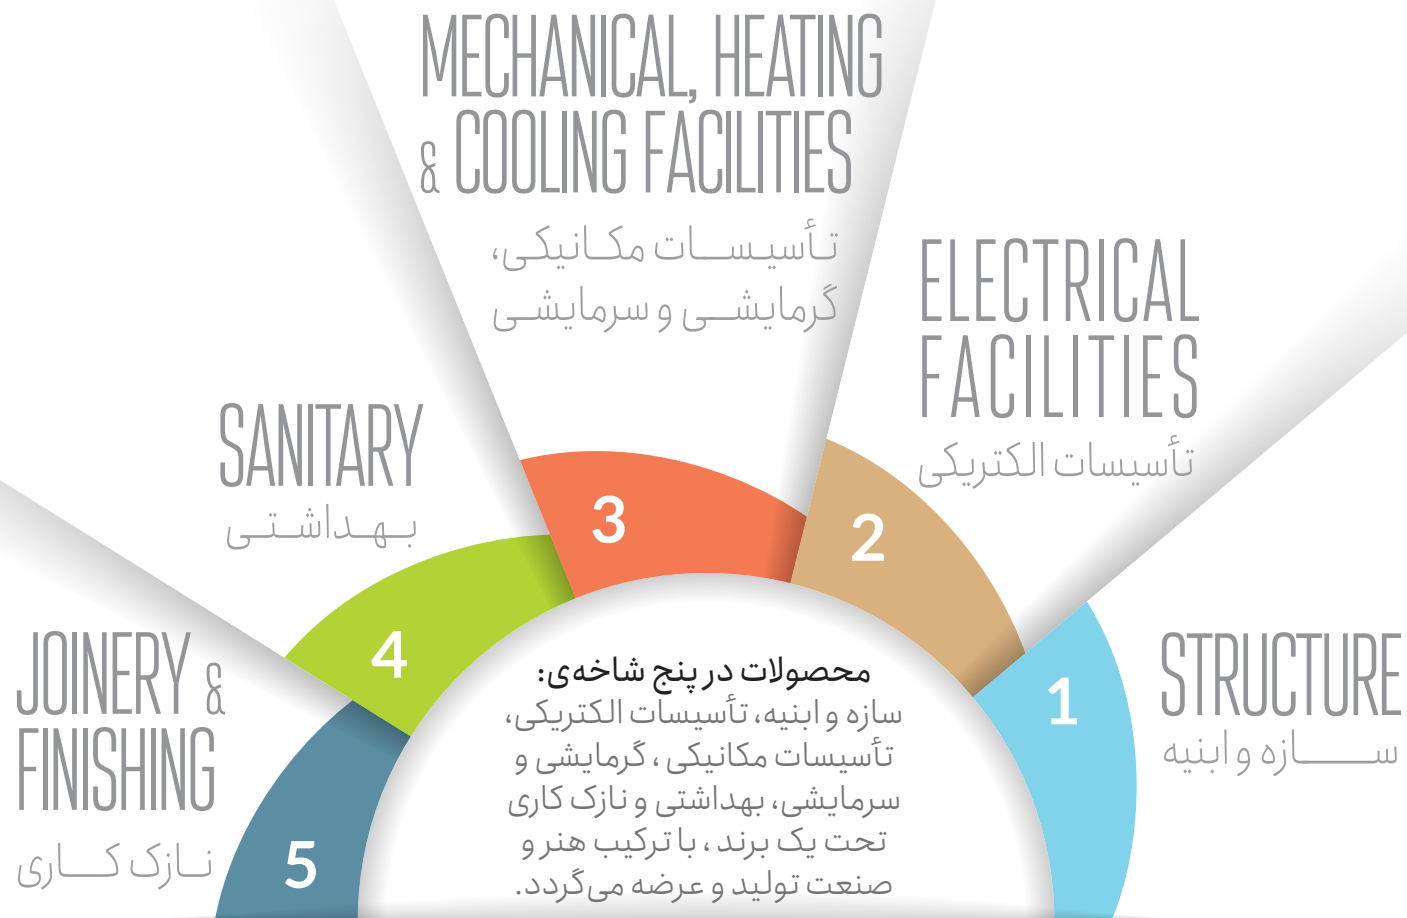 MECHANICAL, HEATING
& COOLING FACILITIES
تأسیسات مکانیکی،
گرمایشی و سرمایشی
ELECTRICAL
FACILITIES
تأسیسات الکتریکی
SANITARY
بهداشتی
JOINERY &
FINISHING
نازک کاری
STRUCTURE
سازه و ابنیه
3
2
4
1
5
محصولات در پنج شاخه‌ی:
سازه و ابنیه، تأسیسات الکتریکی،
تأسیسات مکانیکی ، گرمایشی و
سرمایشی، بهداشتی و نازک کاری
تحت یک برند ، با ترکیب هنر و
صنعت تولید و عرضه می‌گردد.